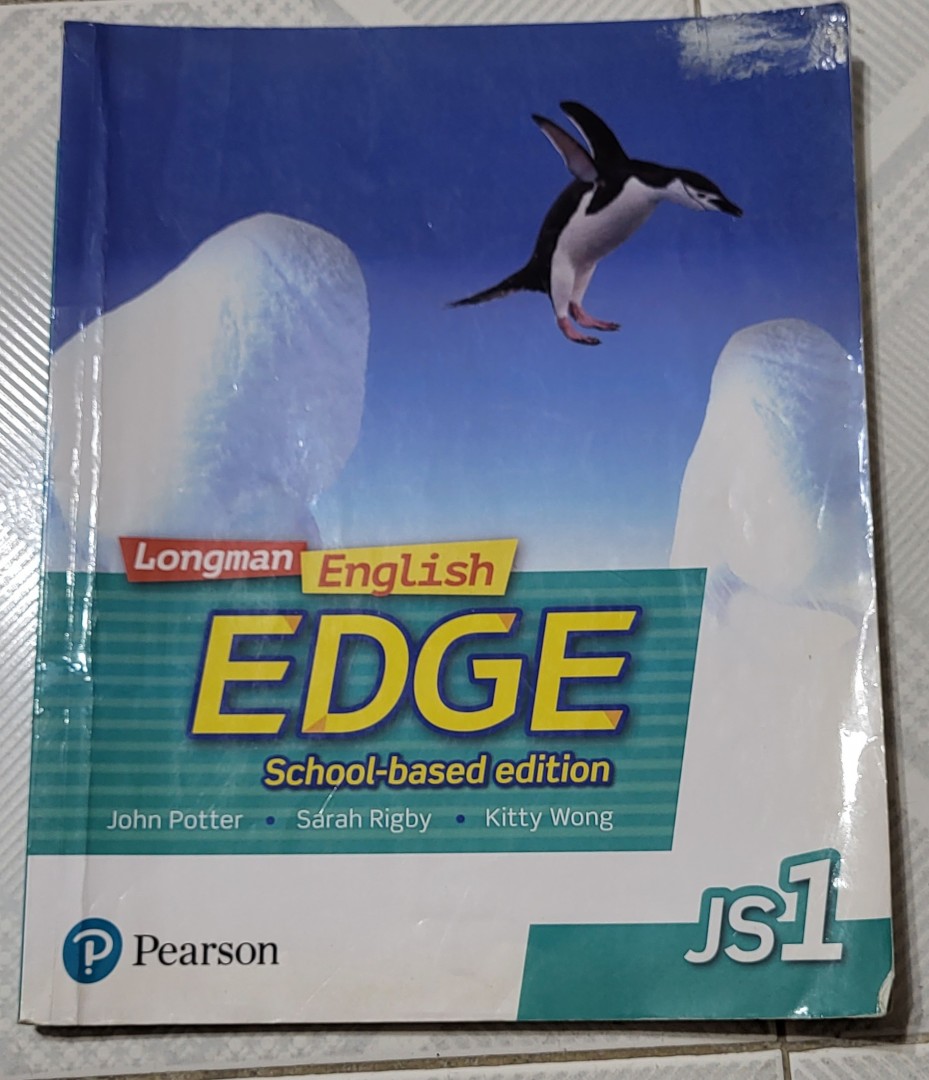 Longman English
EDGE
School-based edition
John Potter • Sarah Rigby • Kitty Wong
JS1
Pearson